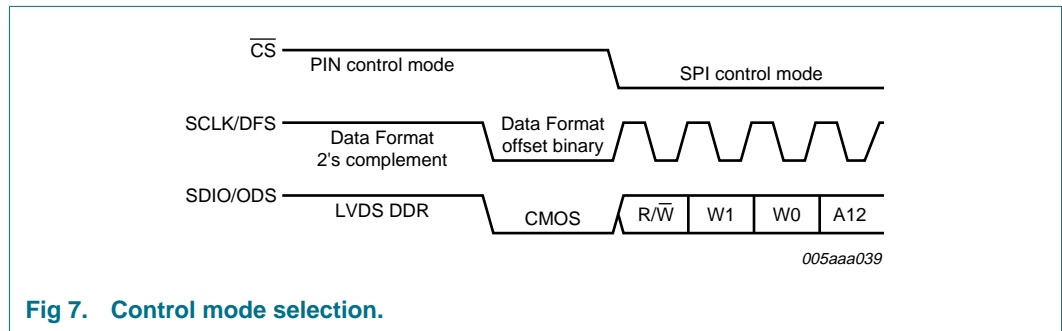 C̅S̅
PIN control mode
SPI control mode
SCLK/DFS
Data Format
2's complement
Data Format
offset binary
SDIO/ODS
LVDS DDR
CMOS
R/W̅
W1
W0
A12
005aaa039
Fig 7. Control mode selection.